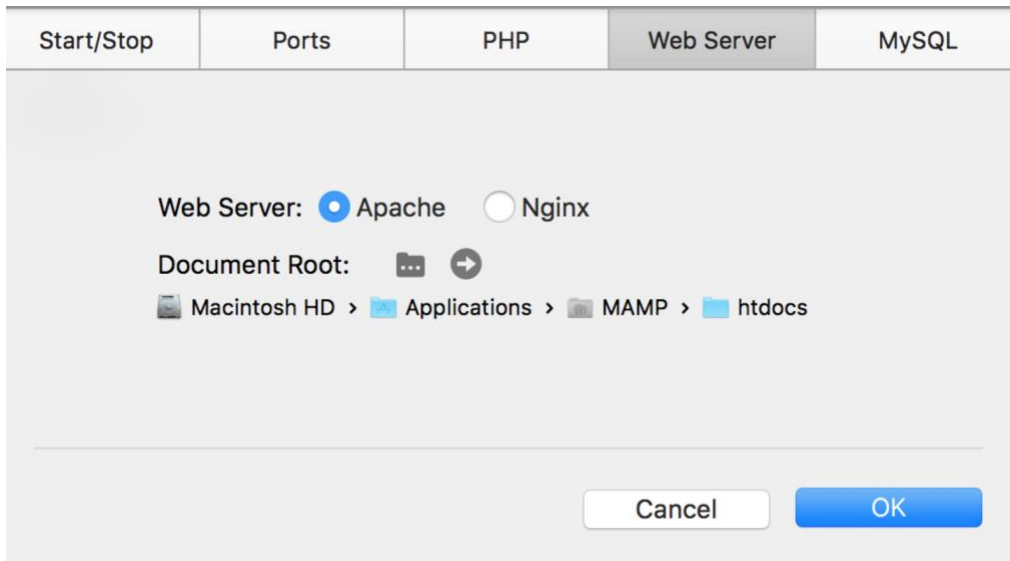 Start/Stop Ports PHP Web Server MySQL
Web Server: Apache Nginx
Document Root:
Macintosh HD > Applications > MAMP > htdocs
Cancel OK